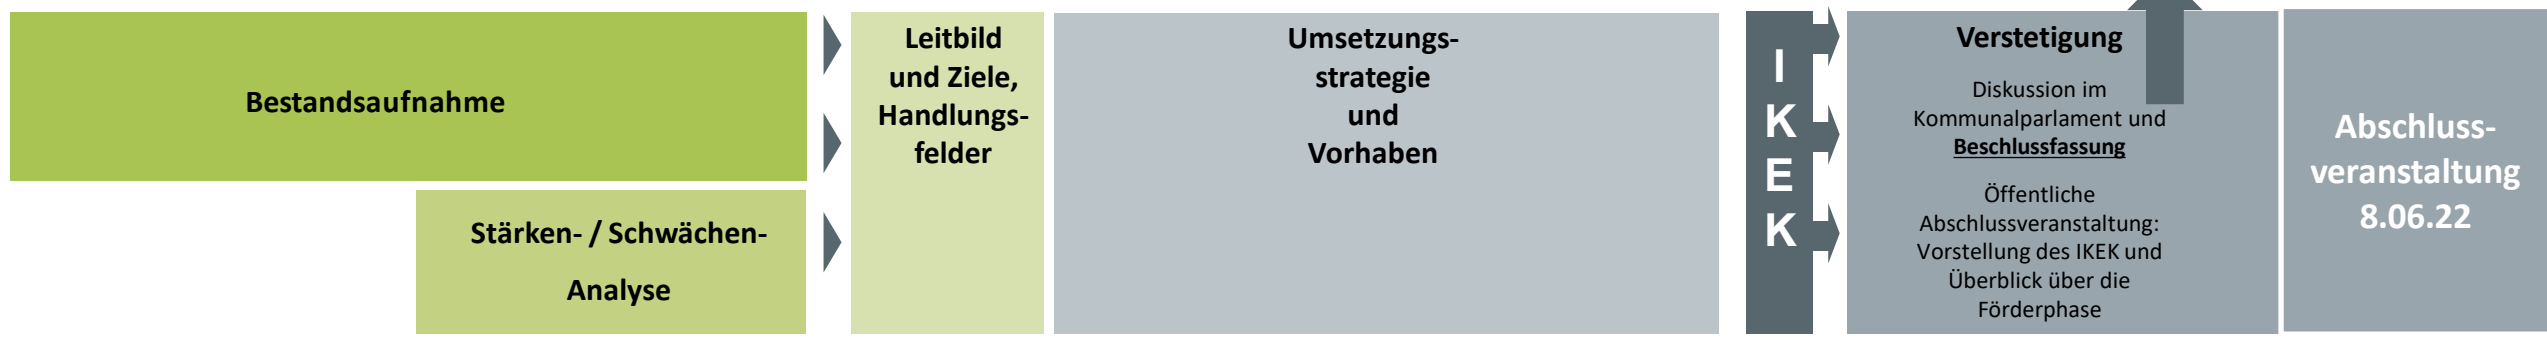 Bestandsaufnahme
Stärken- / Schwächen-
Analyse
Leitbild
und Ziele,
Handlungs-
felder
Umsetzungs-
strategie
und
Vorhaben
I
K
E
K
Verstetigung
Diskussion im
Kommunalparlament und
Beschlussfassung
Öffentliche
Abschlussveranstaltung:
Vorstellung des IKEK und
Überblick über die
Förderphase
Abschluss-
veranstaltung
8.06.22